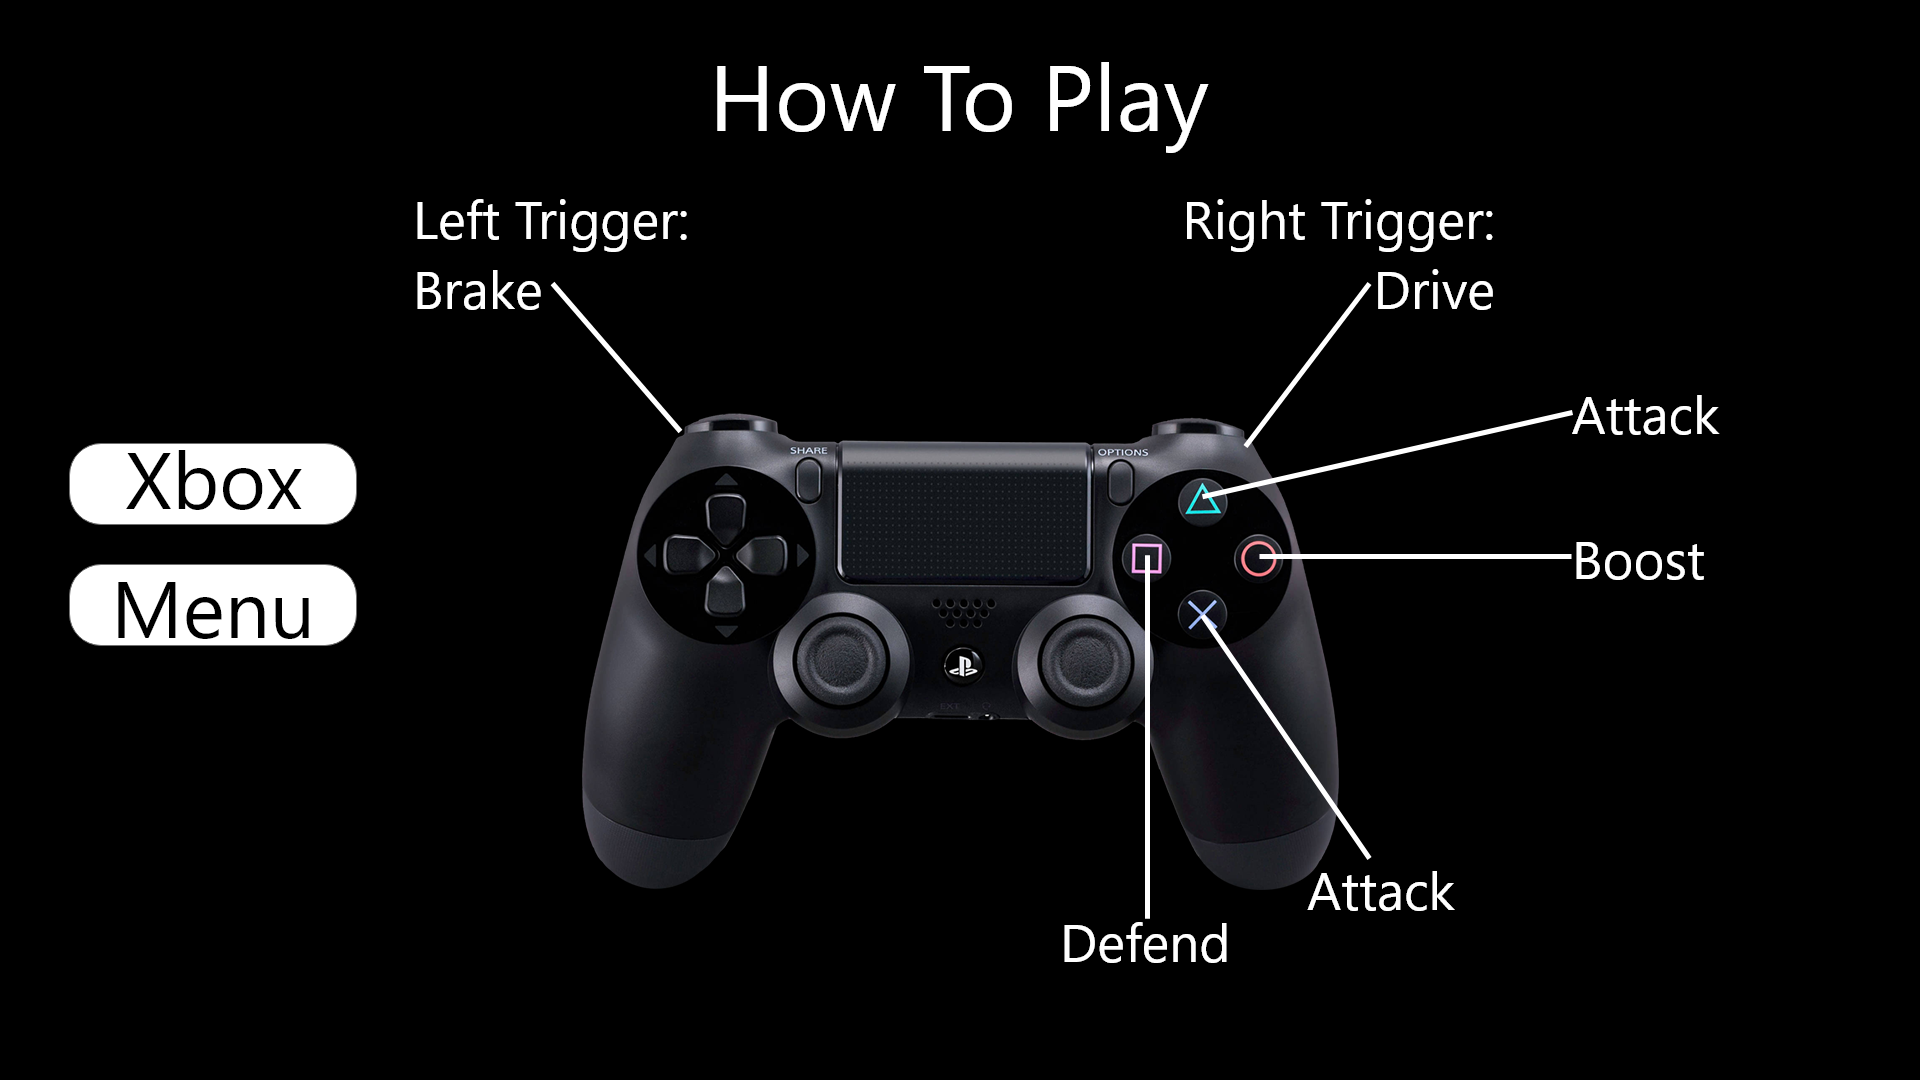 How To Play
Left Trigger:
Brake
Right Trigger:
Drive
Attack
SHARE
OPTIONS
Xbox
Boost
Menu
Attack
Defend